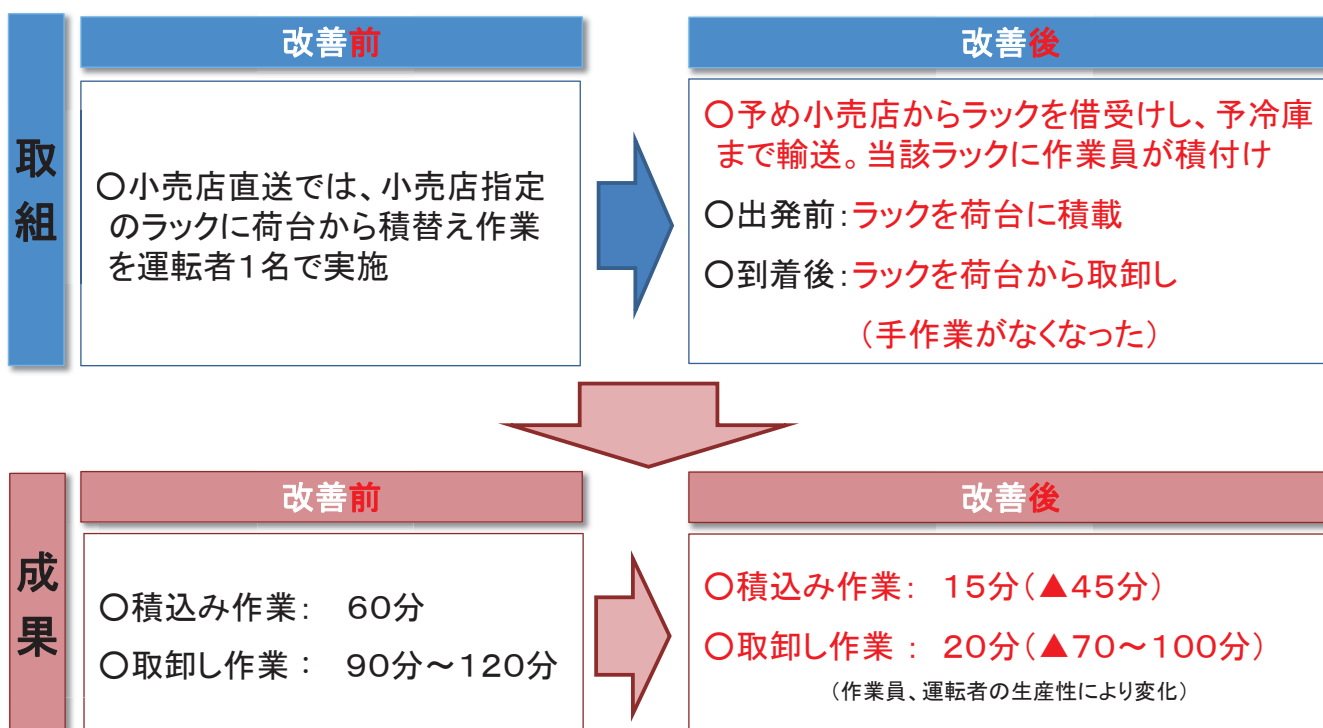 取組
改善前
〇小売店直送では、小売店指定
のラックに荷台から積替え作業
を運転者1名で実施
改善後
〇予め小売店からラックを借受けし、予冷庫
まで輸送。当該ラックに作業員が積付け
〇出発前：ラックを荷台に積載
〇到着後：ラックを荷台から取卸し
（手作業がなくなった）
成果
改善前
〇積込み作業： 60分
〇取卸し作業： 90分～120分
改善後
〇積込み作業： 15分（▲45分）
〇取卸し作業： 20分（▲70～100分）
（作業員、運転者の生産性により変化）